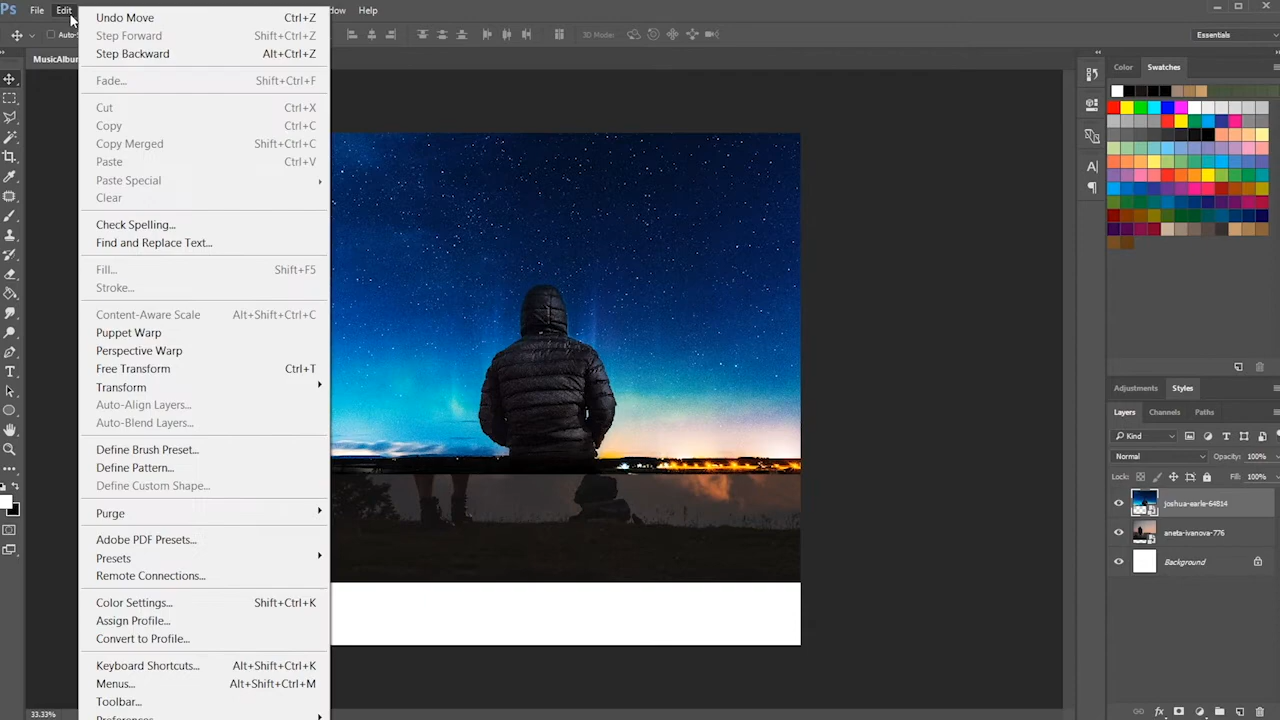 Ps File Edit dow Help
Auto-S 3D Mode: Essentials
MusicAlbun
Undo Move Ctrl+Z
Step Forward Shift+Ctrl+Z
Step Backward Alt+Ctrl+Z
Fade... Shift+Ctrl+F
Cut Ctrl+X
Copy Ctrl+C
Copy Merged Shift+Ctrl+C
Paste Ctrl+V
Paste Special
Clear
Check Spelling...
Find and Replace Text...
Fill... Shift+F5
Stroke...
Content-Aware Scale Alt+Shift+Ctrl+C
Puppet Warp
Perspective Warp
Free Transform Ctrl+T
Transform
Auto-Align Layers...
Auto-Blend Layers...
Define Brush Preset...
Define Pattern...
Define Custom Shape...
Purge
Adobe PDF Presets...
Presets
Remote Connections...
Color Settings... Shift+Ctrl+K
Assign Profile...
Convert to Profile...
Keyboard Shortcuts... Alt+Shift+Ctrl+K
Menus... Alt+Shift+Ctrl+M
Toolbar...
Preferences
33.33%
Color Swatches
Adjustments Styles
Layers Channels Paths
Kind
Normal Opacity: 100%
Lock: Fill: 100%
joshua-earle-64814
aneta-ivanova-776
Background